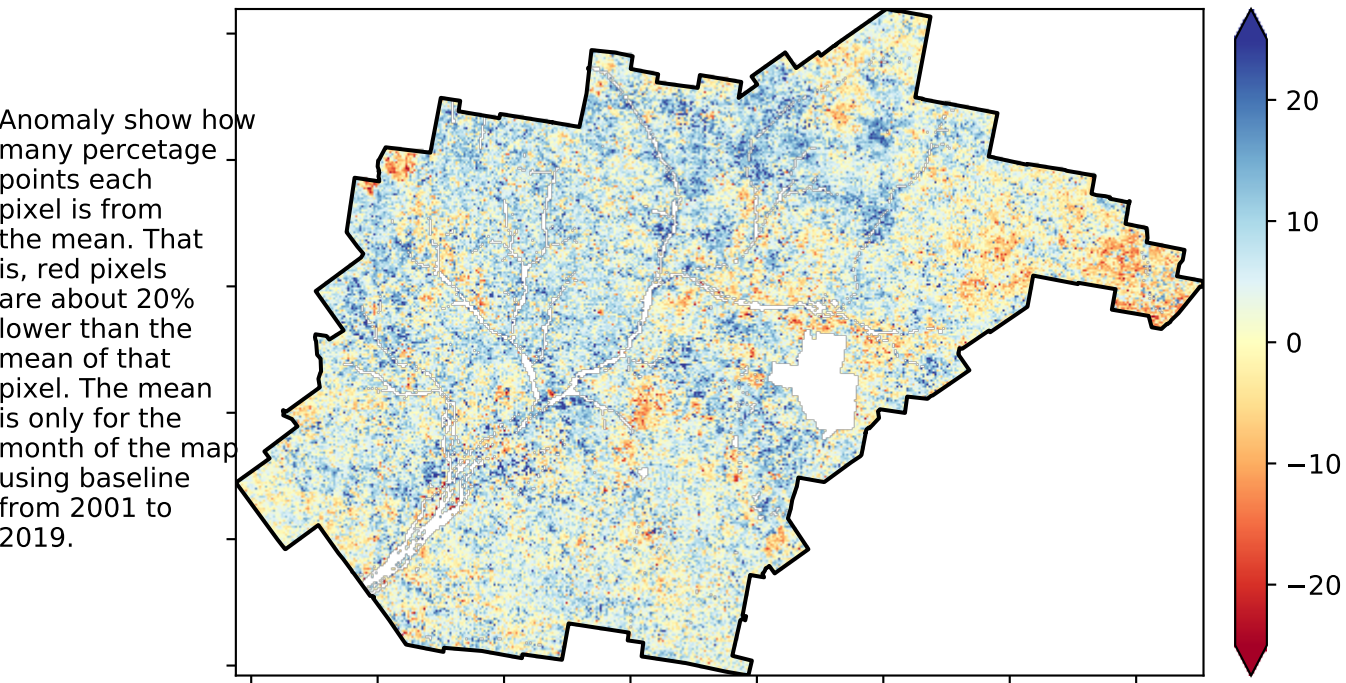 Anomaly show how
many percetage
points each
pixel is from
the mean. That
is, red pixels
are about 20%
lower than the
mean of that
pixel. The mean
is only for the
month of the map
using baseline
from 2001 to
2019.
20
10
0
−10
−20